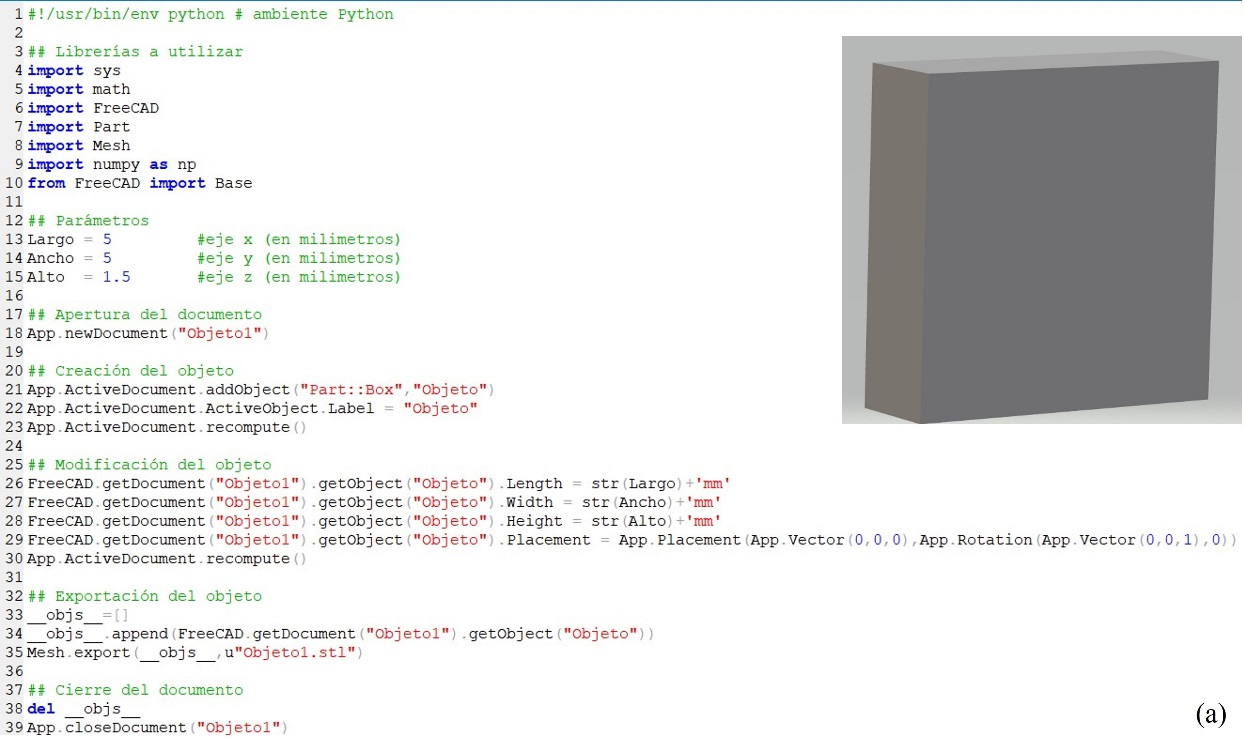 1 #!/usr/bin/env python # ambiente Python
2
3 ## Librerías a utilizar
4 import sys
5 import math
6 import FreeCAD
7 import Part
8 import Mesh
9 import numpy as np
10 from FreeCAD import Base
11
12 ## Parámetros
13 Largo = 5 #eje x (en milimetros)
14 Ancho = 5 #eje y (en milimetros)
15 Alto = 1.5 #eje z (en milimetros)
16
17 ## Apertura del documento
18 App.newDocument("Objeto1")
19
20 ## Creación del objeto
21 App.ActiveDocument.addObject("Part::Box","Objeto")
22 App.ActiveDocument.ActiveObject.Label = "Objeto"
23 App.ActiveDocument.recompute()
24
25 ## Modificación del objeto
26 FreeCAD.getDocument("Objeto1").getObject("Objeto").Length = str(Largo)+'mm'
27 FreeCAD.getDocument("Objeto1").getObject("Objeto").Width = str(Ancho)+'mm'
28 FreeCAD.getDocument("Objeto1").getObject("Objeto").Height = str(Alto)+'mm'
29 FreeCAD.getDocument("Objeto1").getObject("Objeto").Placement = App.Placement(App.Vector(0,0,0),App.Rotation(App.Vector(0,0,1),0))
30 App.ActiveDocument.recompute()
31
32 ## Exportación del objeto
33 __objs__=[]
34 __objs__.append(FreeCAD.getDocument("Objeto1").getObject("Objeto"))
35 Mesh.export(__objs__,u"Objeto1.stl")
36
37 ## Cierre del documento
38 del __objs__
39 App.closeDocument("Objeto1")
(a)